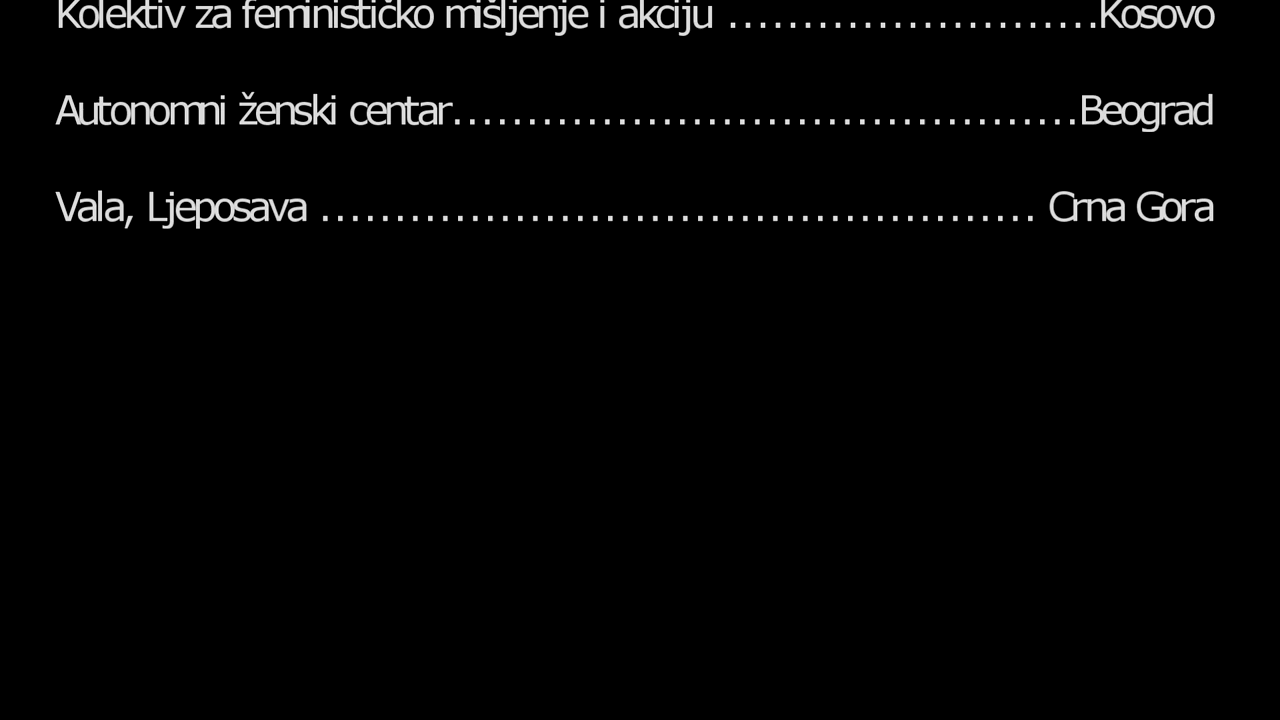 Kolektiv za feminističko mišljenje i akciju ……………………..Kosovo
Autonomni ženski centar……………………………………Beograd
Vala, Ljeposava ………………………………………… Crna Gora